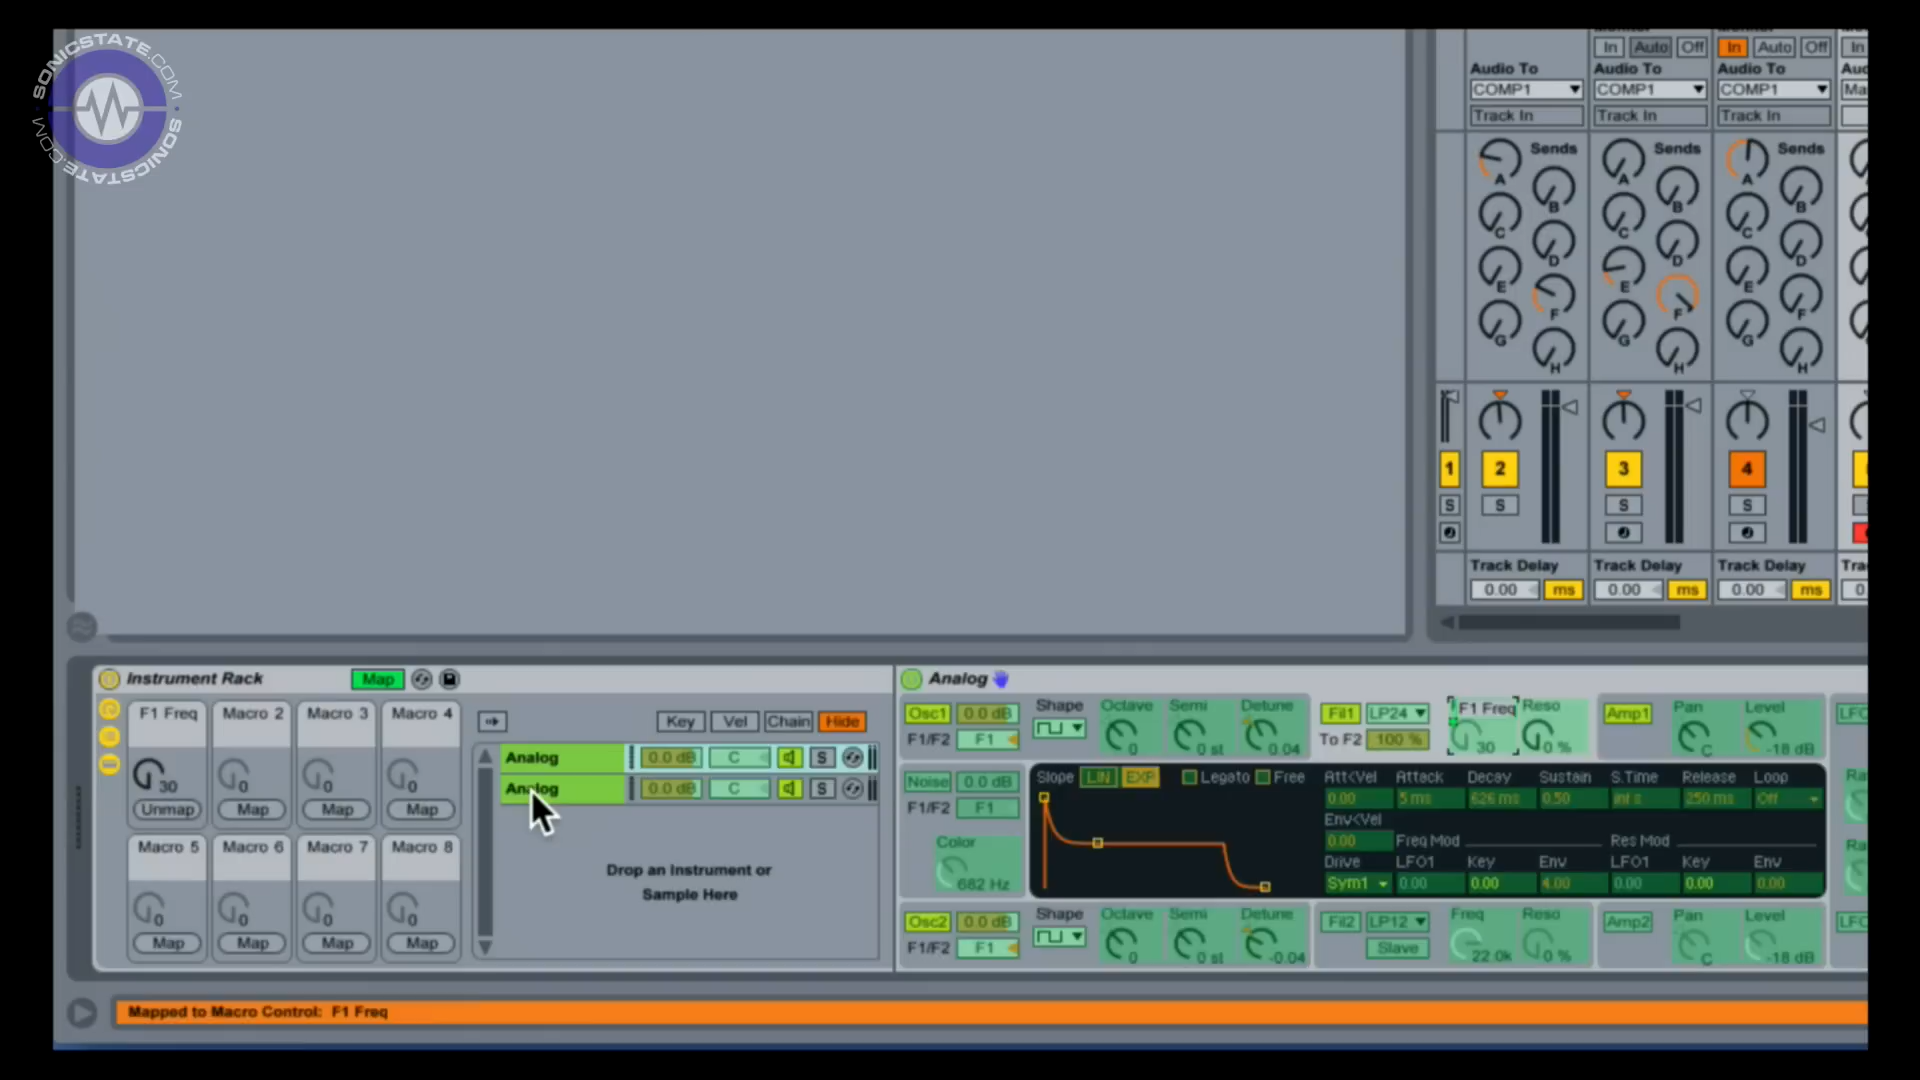 SONICSTATE.COM
SONICSTATE.COM
In Auto Off In Auto Off In
Audio To Audio To Audio To
COMP1 COMP1 COMP1
Track In Track In Track In
Sends Sends Sends
A A A
B B B
C C C
D D D
E E E
F F F
G G G
H H H
1 2 3 4
S S S S
Track Delay Track Delay Track Delay
0.00 ms 0.00 ms 0.00 ms
Instrument Rack Map
F1 Freq Macro 2 Macro 3 Macro 4
30 0 0 0
Unmap Map Map Map
Macro 5 Macro 6 Macro 7 Macro 8
0 0 0 0
Map Map Map Map
Key Vel Chain Hide
Analog 0.0 dB C S
Analog 0.0 dB C S
Drop an Instrument or
Sample Here
Analog
Osc1 0.0 dB Shape Octave Semi Detune
F1/F2 F1 0 0 st 0.04
Fil1 LP24 F1 Freq Reso
To F2 100 % 30 0 %
Amp1 Pan Level
C -18 dB
Noise 0.0 dB
F1/F2 F1
Color
682 Hz
Slope LIN EXP Legato Free
Att<Vel Attack Decay Sustain S.Time Release Loop
0.00 5 ms 626 ms 0.50 inf s 250 ms Off
Env<Vel
0.00 Freq Mod Res Mod
Drive LFO1 Key Env LFO1 Key Env
Sym1 0.00 0.00 4.00 0.00 0.00 0.00
Osc2 0.0 dB Shape Octave Semi Detune
F1/F2 F1 0 0 st -0.04
Fil2 LP12 Freq Reso
Slave 22.0k 0 %
Amp2 Pan Level
C -18 dB
Mapped to Macro Control: F1 Freq